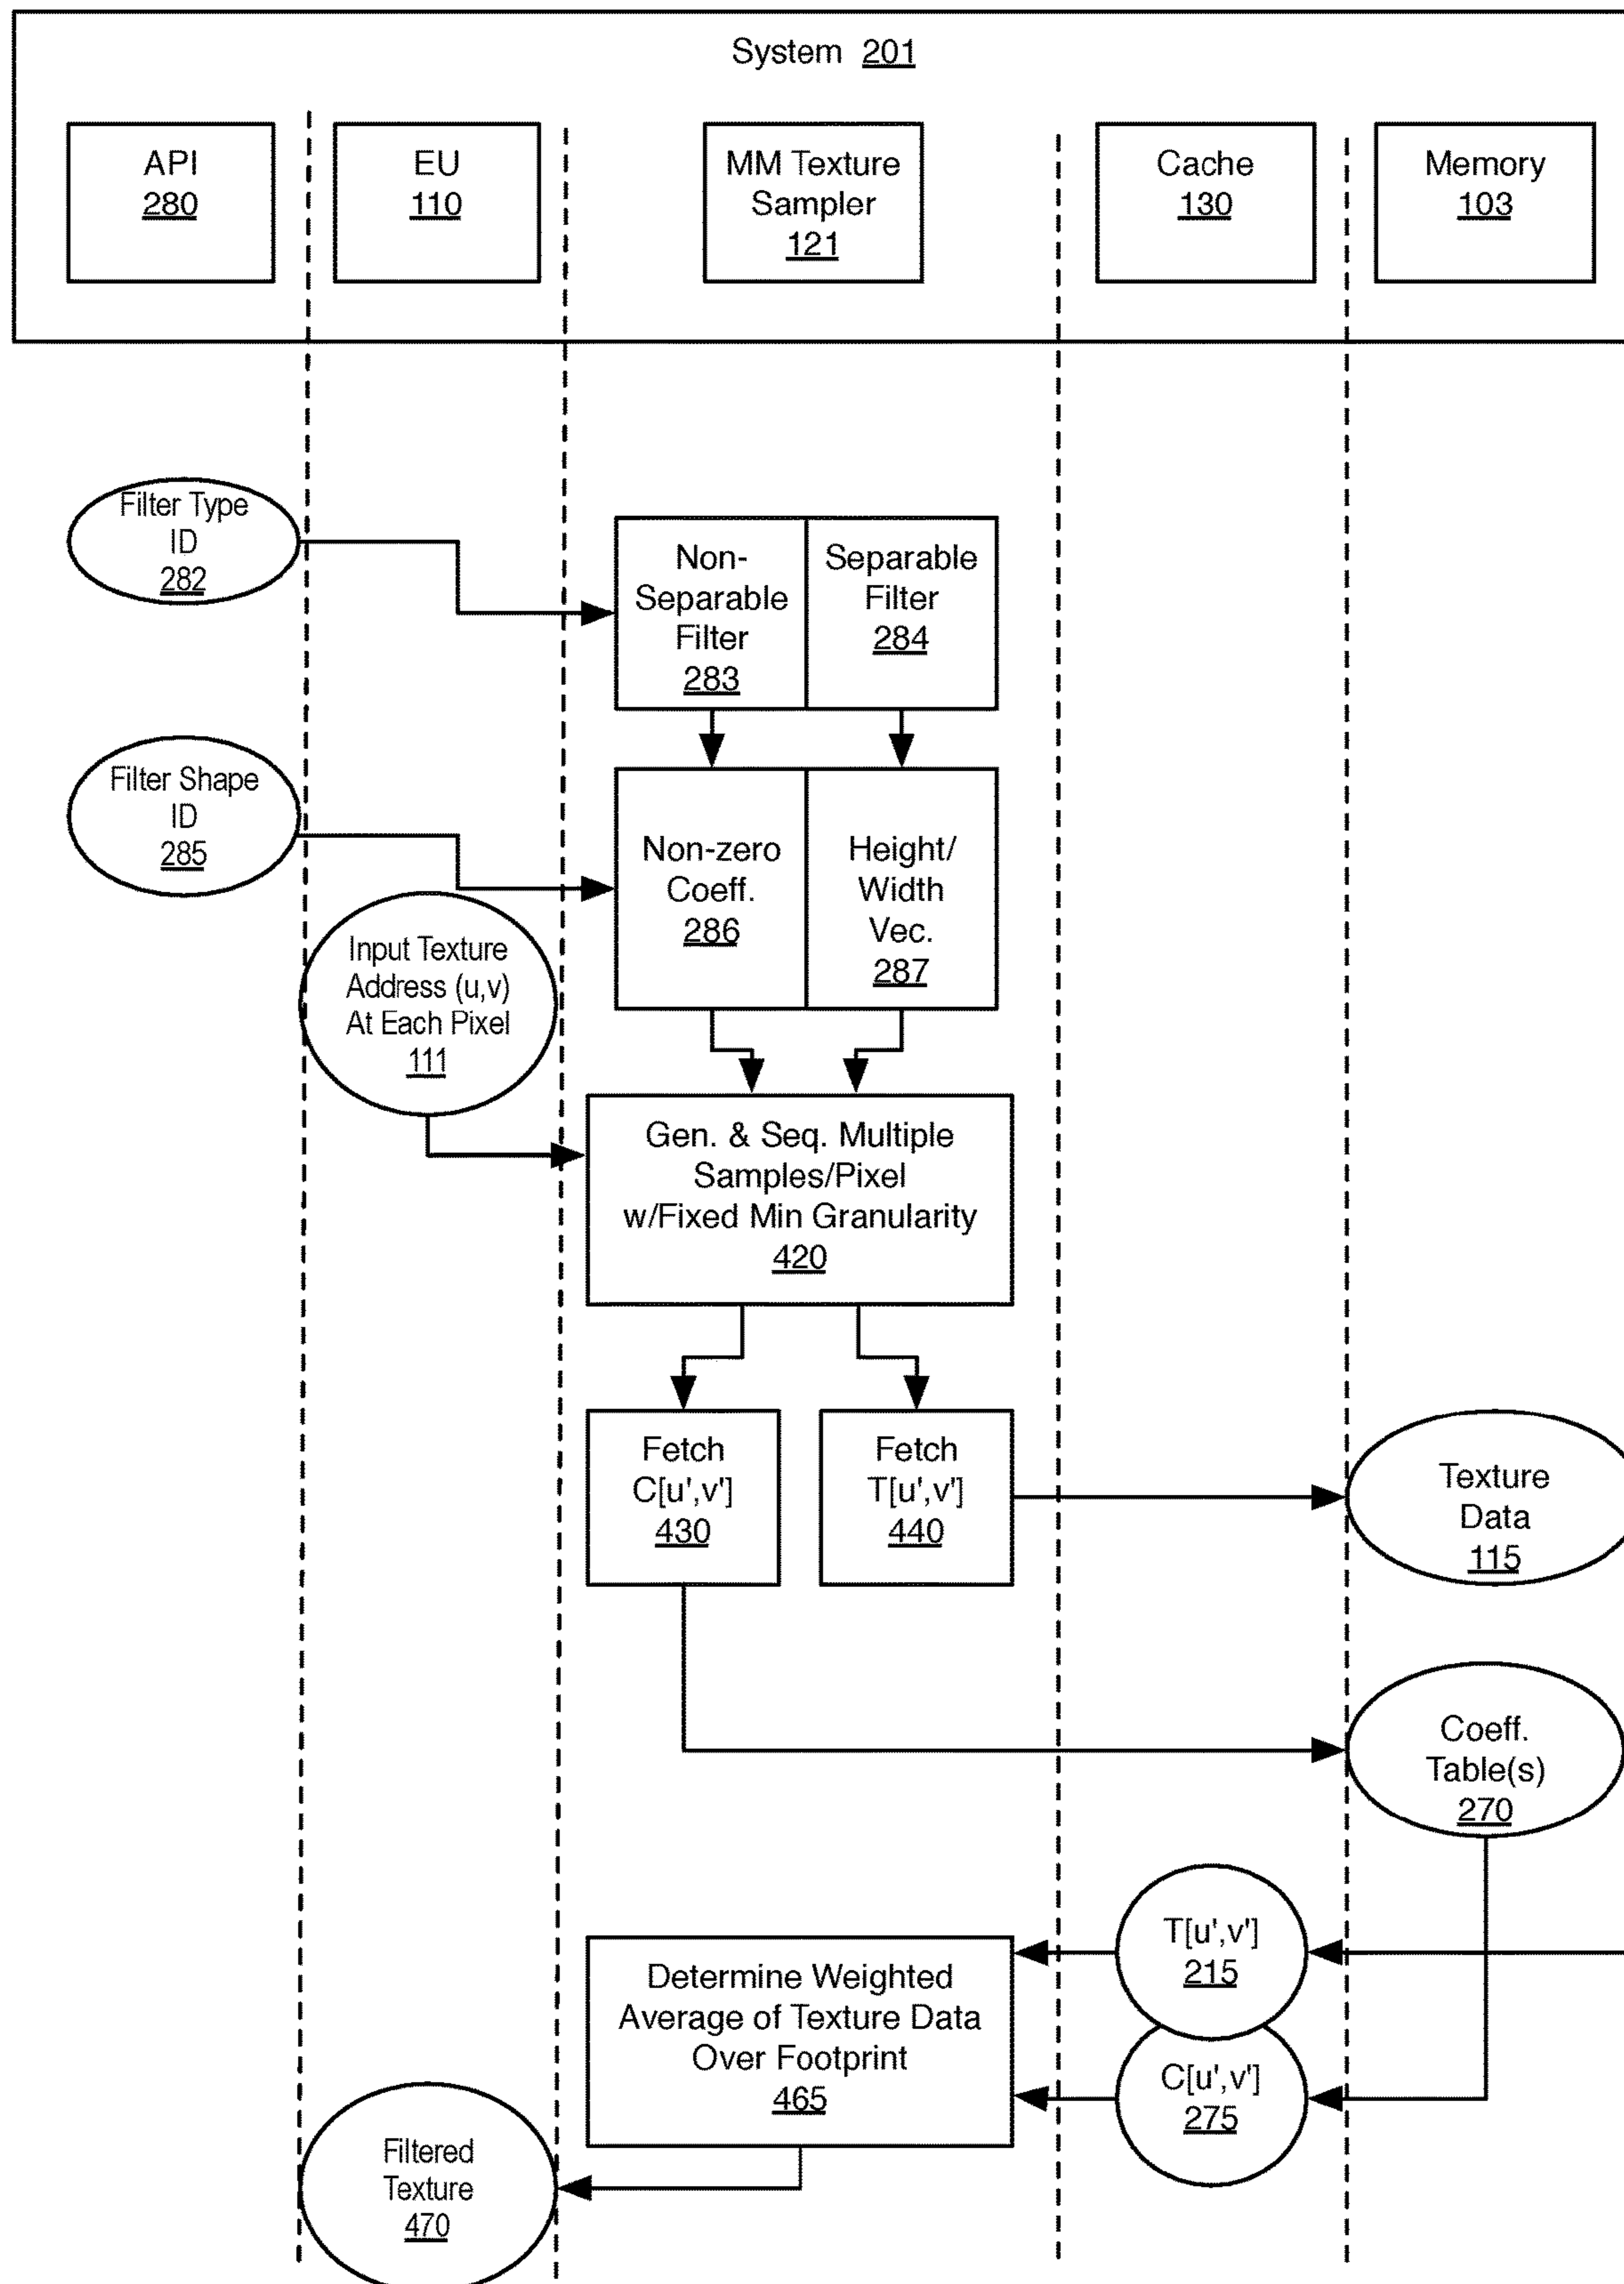 System 201
API
280
EU
110
MM Texture
Sampler
121
Cache
130
Memory
103
Filter Type
ID
282
Non-
Separable
Filter
283
Separable
Filter
284
Filter Shape
ID
285
Non-zero
Coeff.
286
Height/
Width
Vec.
287
Input Texture
Address (u,v)
At Each Pixel
111
Gen. & Seq. Multiple
Samples/Pixel
w/Fixed Min Granularity
420
Fetch
C[u',v']
430
Fetch
T[u',v']
440
Texture
Data
115
Coeff.
Table(s)
270
T[u',v']
215
Determine Weighted
Average of Texture Data
Over Footprint
465
C[u',v']
275
Filtered
Texture
470